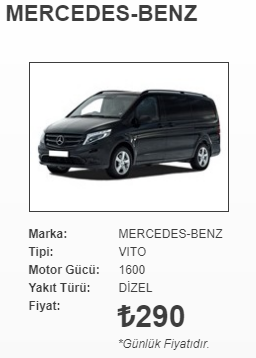 MERCEDES-BENZ
Marka: MERCEDES-BENZ
Tipi: VITO
Motor Gücü: 1600
Yakıt Türü: DİZEL
Fiyat: ₺290
*Günlük Fiyatıdır.